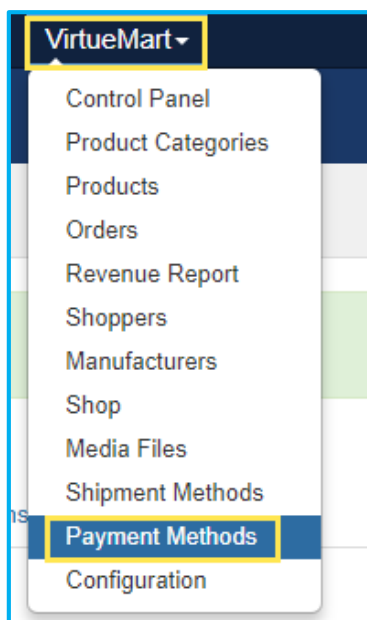 VirtueMart
Control Panel
Product Categories
Products
Orders
Revenue Report
Shoppers
Manufacturers
Shop
Media Files
Shipment Methods
ns
Payment Methods
Configuration